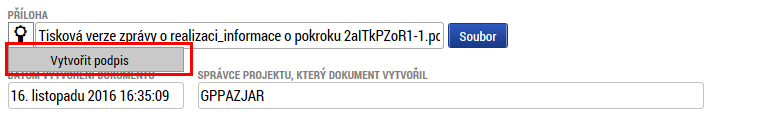 PŘÍLOHA
Tisková verze zprávy o realizaci_informace o pokroku 2aITkPZoR1-1.pd Soubor
Vytvořit podpis
DATUM VYTVOŘENÍ DOKUMENTU SPRÁVCE PROJEKTU, KTERÝ DOKUMENT VYTVOŘIL
16. listopadu 2016 16:35:09 GPPAZJAR